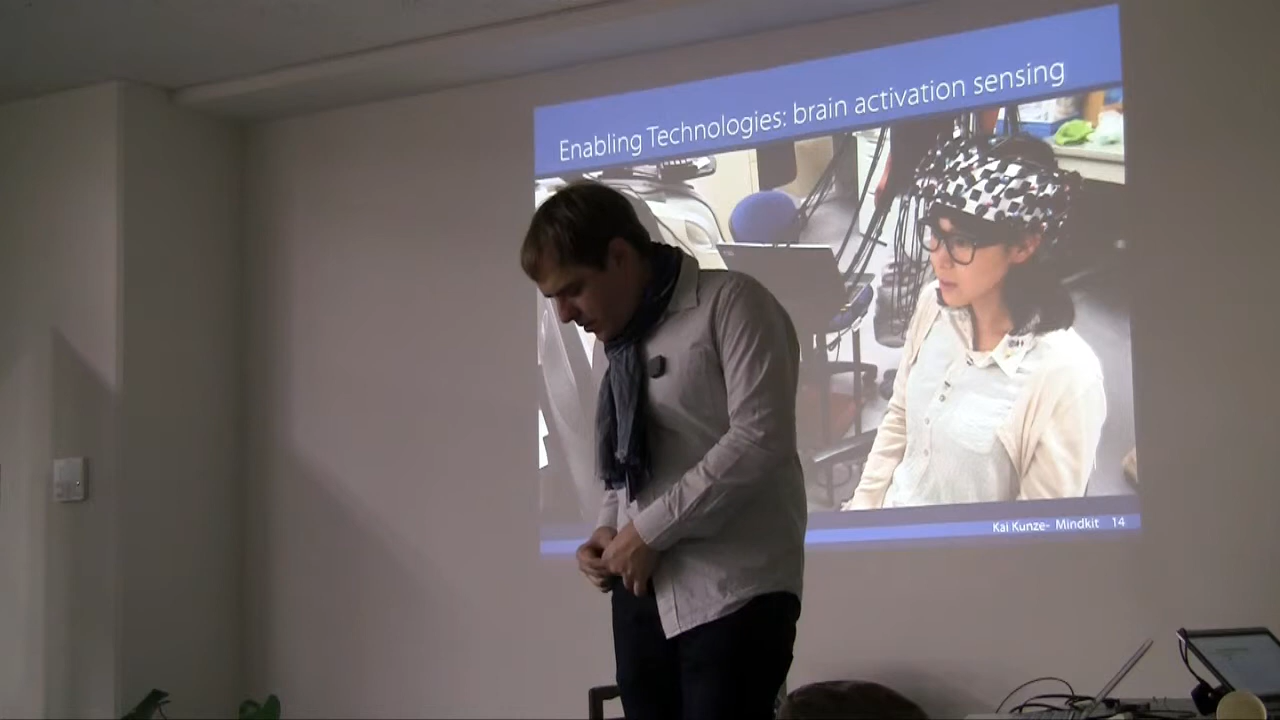 Enabling Technologies: brain activation sensing
Kai Kunze- Mindkit 14